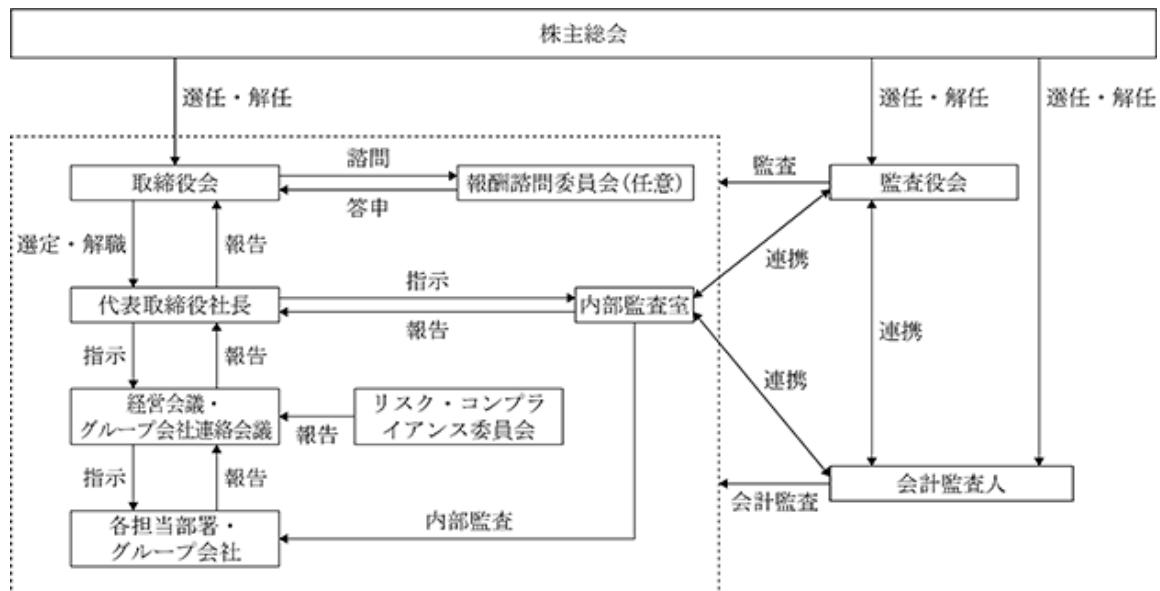 株主総会
選任・解任
選任・解任
選任・解任
諮問
取締役会
報酬諮問委員会(任意)
監査
監査役会
答申
選定・解職
報告
連携
指示
代表取締役社長
内部監査室
報告
連携
指示
報告
連携
経営会議・
グループ会社連絡会議
リスク・コンプラ
イアンス委員会
報告
指示
報告
会計監査人
会計監査
各担当部署・
グループ会社
内部監査